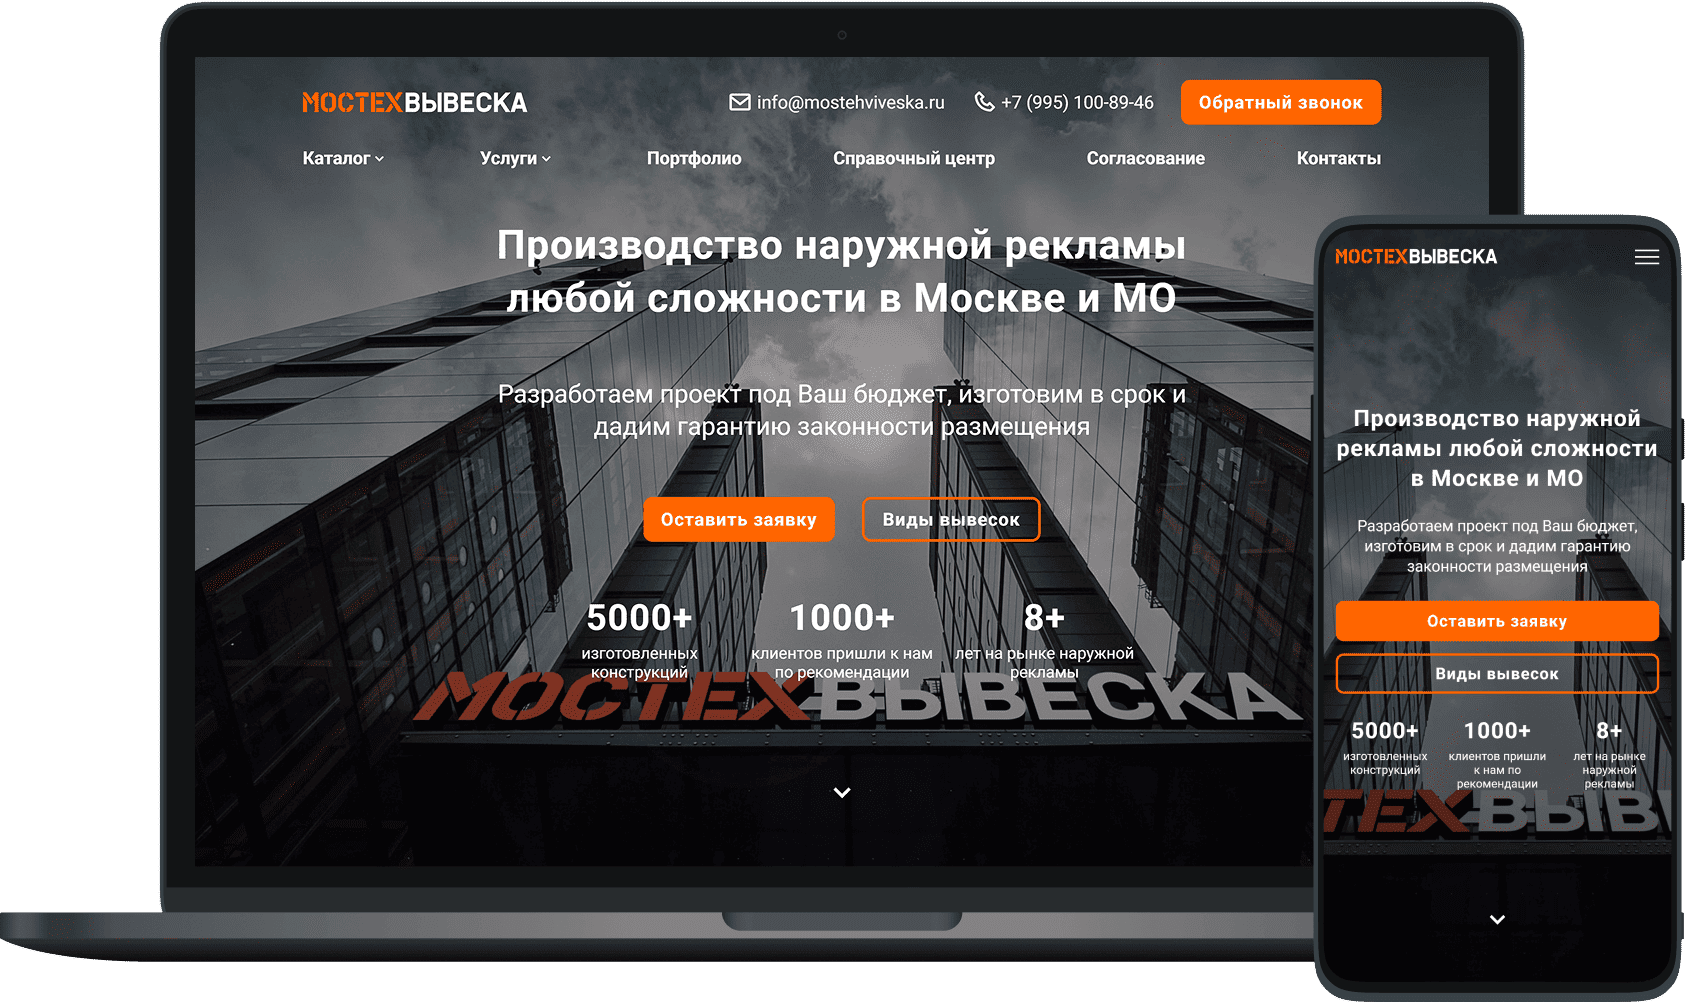 МОСТЕХВЫВЕСКА
info@mostehviveska.ru
+7 (995) 100-89-46
Обратный звонок
Каталог
Услуги
Портфолио
Справочный центр
Согласование
Контакты
Производство наружной рекламы
любой сложности в Москве и МО
Разработаем проект под Ваш бюджет, изготовим в срок и
дадим гарантию законности размещения
Оставить заявку
Виды вывесок
5000+
изготовленных
конструкций
1000+
клиентов пришли к нам
по рекомендации
8+
лет на рынке наружной
рекламы
МОСТЕХВЫВЕСКА
МОСТЕХВЫВЕСКА
Производство наружной
рекламы любой сложности
в Москве и МО
Разработаем проект под Ваш бюджет,
изготовим в срок и дадим гарантию
законности размещения
Оставить заявку
Виды вывесок
5000+
изготовленных
конструкций
1000+
клиентов пришли
к нам по
рекомендации
8+
лет на рынке
наружной
рекламы
ТЕХВЫВ